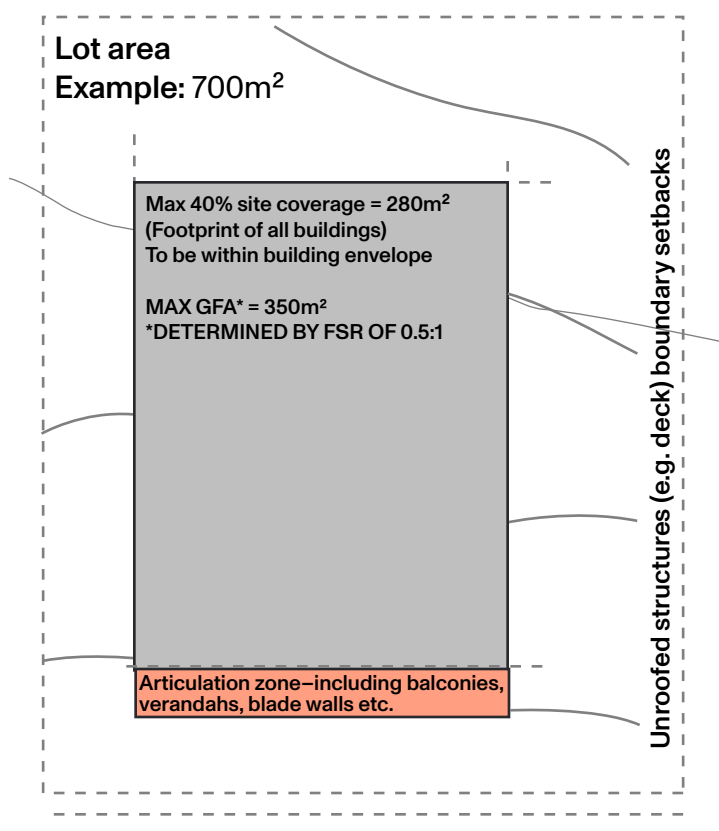 Lot area
Example: 700m²
Max 40% site coverage = 280m²
(Footprint of all buildings)
To be within building envelope
MAX GFA* = 350m²
*DETERMINED BY FSR OF 0.5:1
Articulation zone–including balconies,
verandahs, blade walls etc.
Unroofed structures (e.g. deck) boundary setbacks